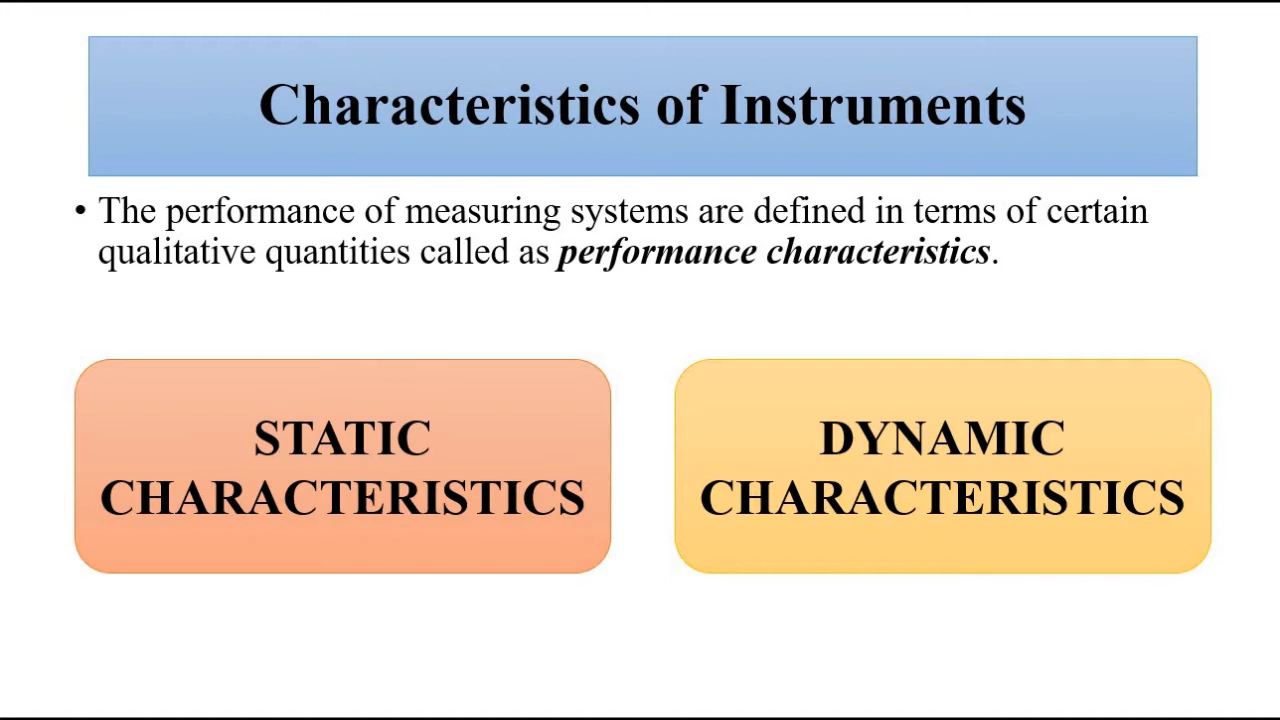 Characteristics of Instruments
• The performance of measuring systems are defined in terms of certain
qualitative quantities called as performance characteristics.
STATIC
CHARACTERISTICS
DYNAMIC
CHARACTERISTICS